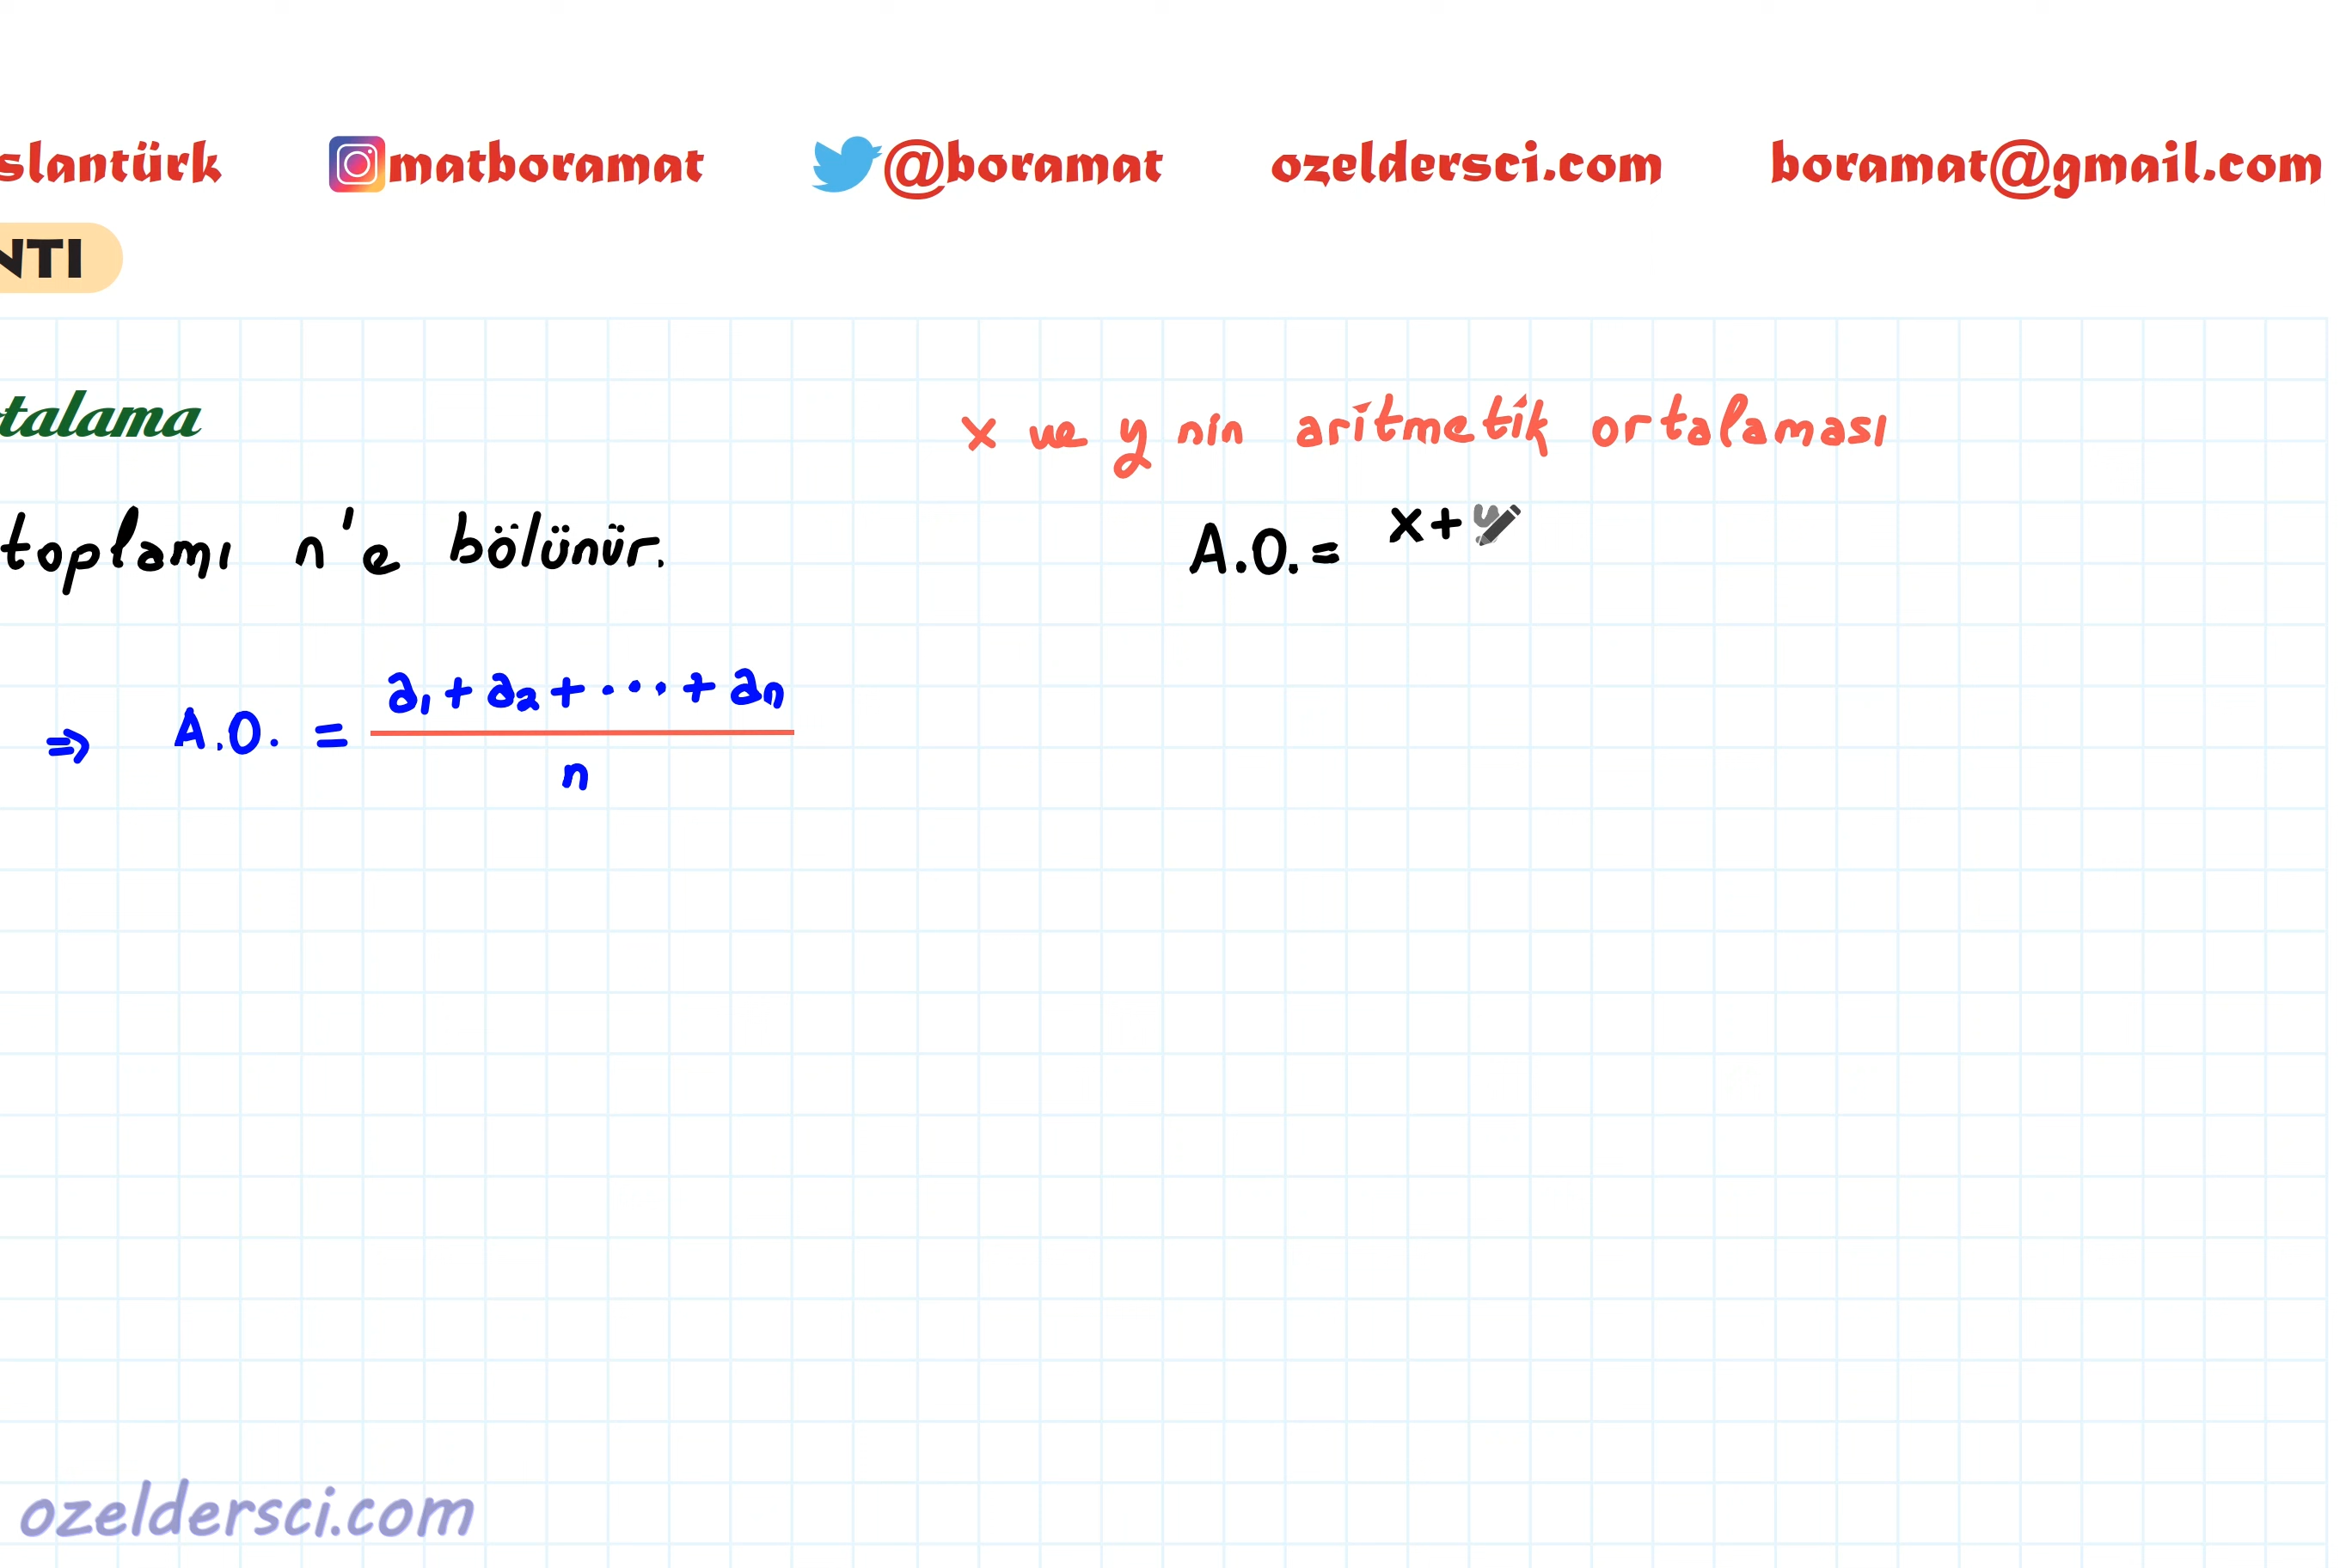 slantürk matboramat @boramat ozeldersci.com boramat@gmail.com
NTI
talama
toplamı n'e bölünür.
⇒ A.O. = a₁ + a₂ + ... + aₙ / n
x ve y nin aritmetik ortalaması
A.O. = x + y
ozeldersci.com